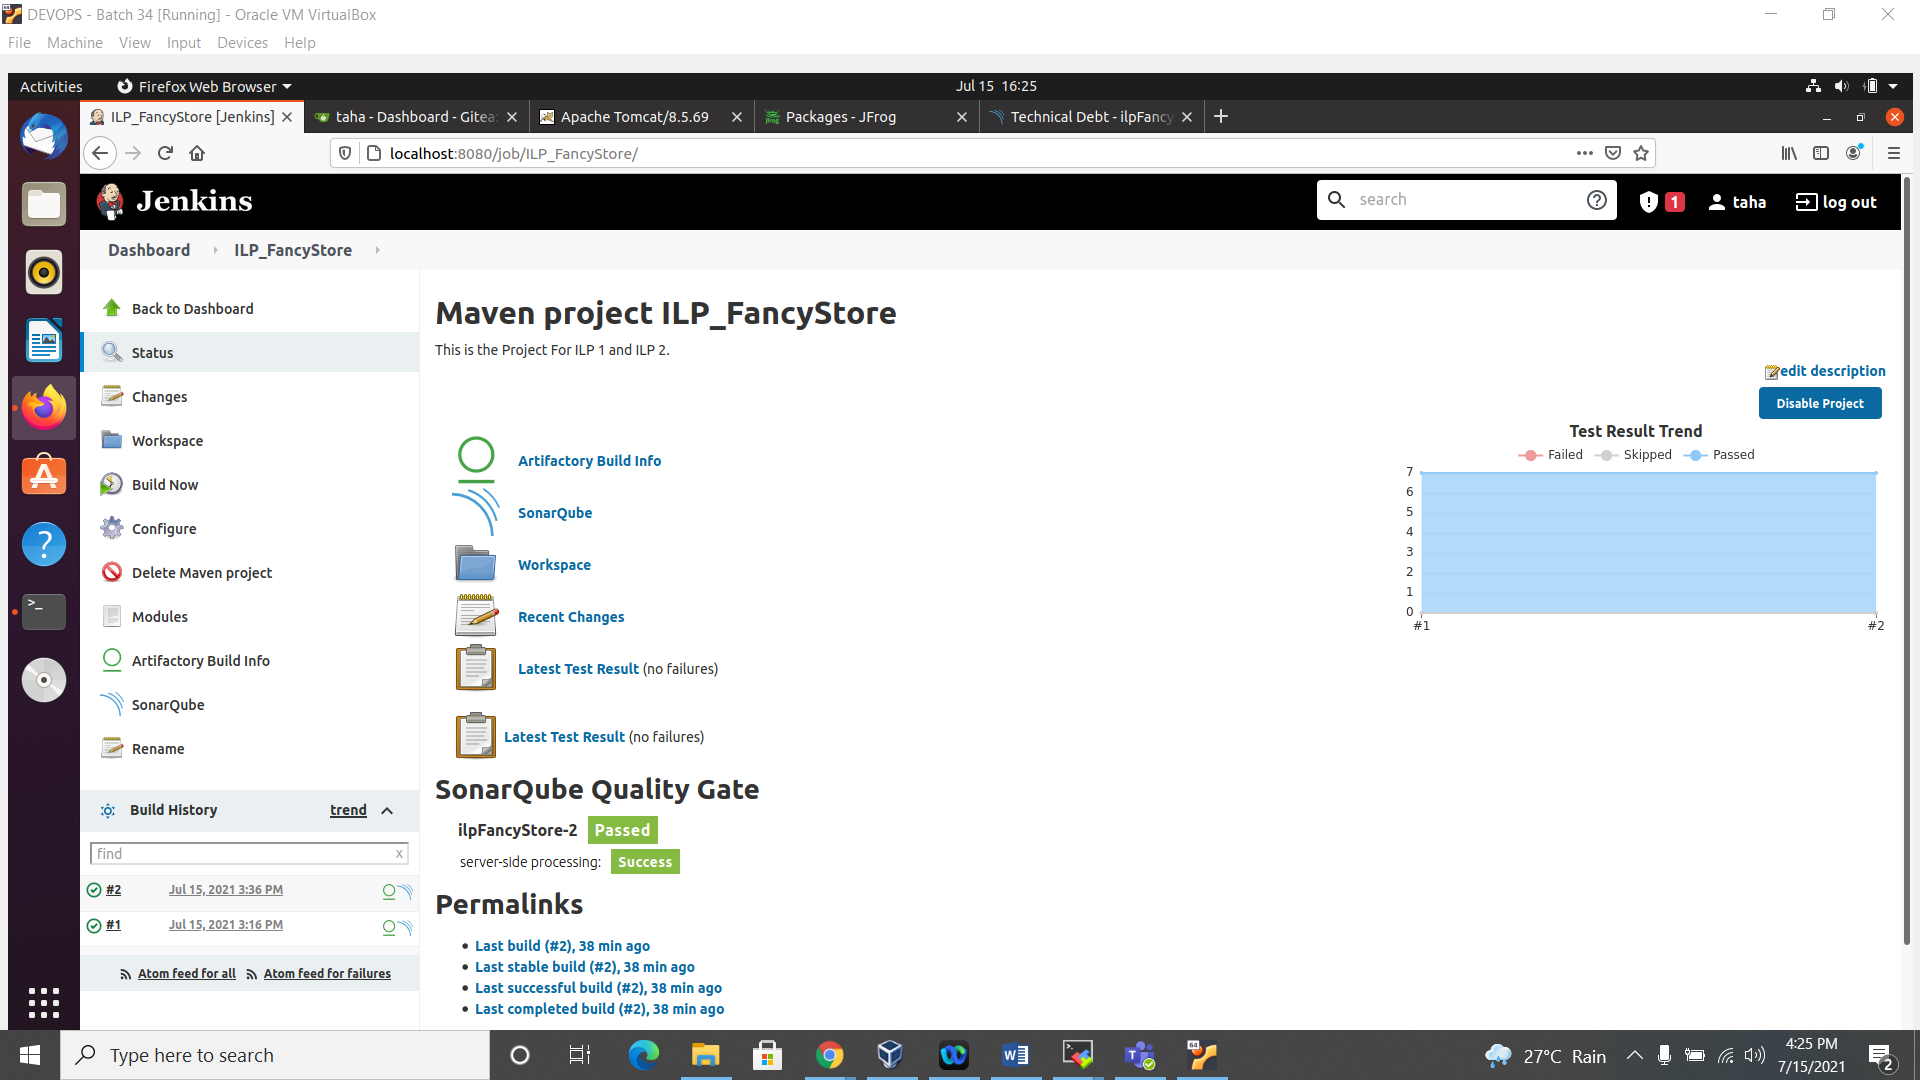 DEVOPS - Batch 34 [Running] - Oracle VM VirtualBox
File Machine View Input Devices Help
Activities Firefox Web Browser Jul 15 16:25
ILP_FancyStore [Jenkins] taha - Dashboard - Gitea: Apache Tomcat/8.5.69 Packages - JFrog Technical Debt - ilpFancy
localhost:8080/job/ILP_FancyStore/
Jenkins search 1 taha log out
Dashboard ILP_FancyStore
Back to Dashboard
Status
Changes
Workspace
Build Now
Configure
Delete Maven project
Modules
Artifactory Build Info
SonarQube
Rename
Build History trend
find x
#2 Jul 15, 2021 3:36 PM
#1 Jul 15, 2021 3:16 PM
Atom feed for all Atom feed for failures
Maven project ILP_FancyStore
This is the Project For ILP 1 and ILP 2.
edit description
Disable Project
Artifactory Build Info
SonarQube
Workspace
Recent Changes
Latest Test Result (no failures)
Latest Test Result (no failures)
Test Result Trend
Failed Skipped Passed
7
6
5
4
3
2
1
0
#1 #2
SonarQube Quality Gate
ilpFancyStore-2 Passed
server-side processing: Success
Permalinks
Last build (#2), 38 min ago
Last stable build (#2), 38 min ago
Last successful build (#2), 38 min ago
Last completed build (#2), 38 min ago
Type here to search
27°C Rain
4:25 PM
7/15/2021
2